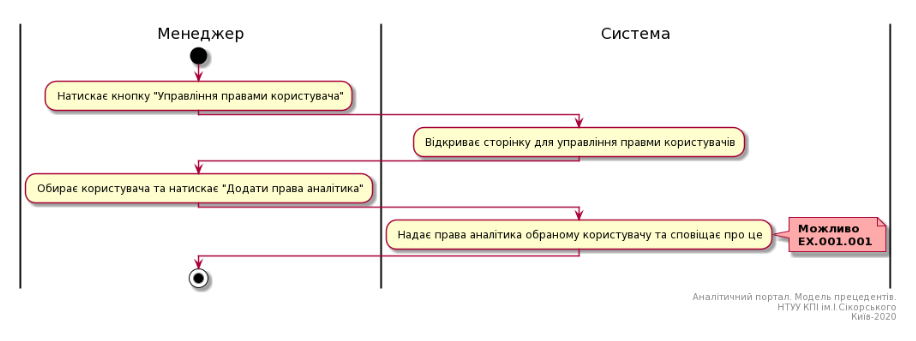 Менеджер
Система
Натискає кнопку "Управління правами користувача"
Відкриває сторінку для управління правми користувачів
Обирає користувача та натискає "Додати права аналітика"
Надає права аналітика обраному користувачу та сповіщає про це
Можливо
EX.001.001
Аналітичний портал. Модель прецедентів.
НТУУ КПІ ім.І.Сікорського
Київ-2020